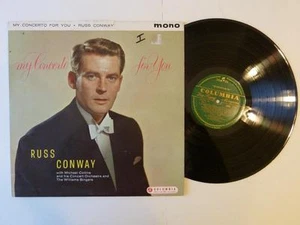 MY CONCERTO FOR YOU • RUSS CONWAY
mono
my Concerto for You
RUSS
CONWAY
with Michael Collins
and his Concert Orchestra and
The Williams Singers
COLUMBIA
COLUMBIA